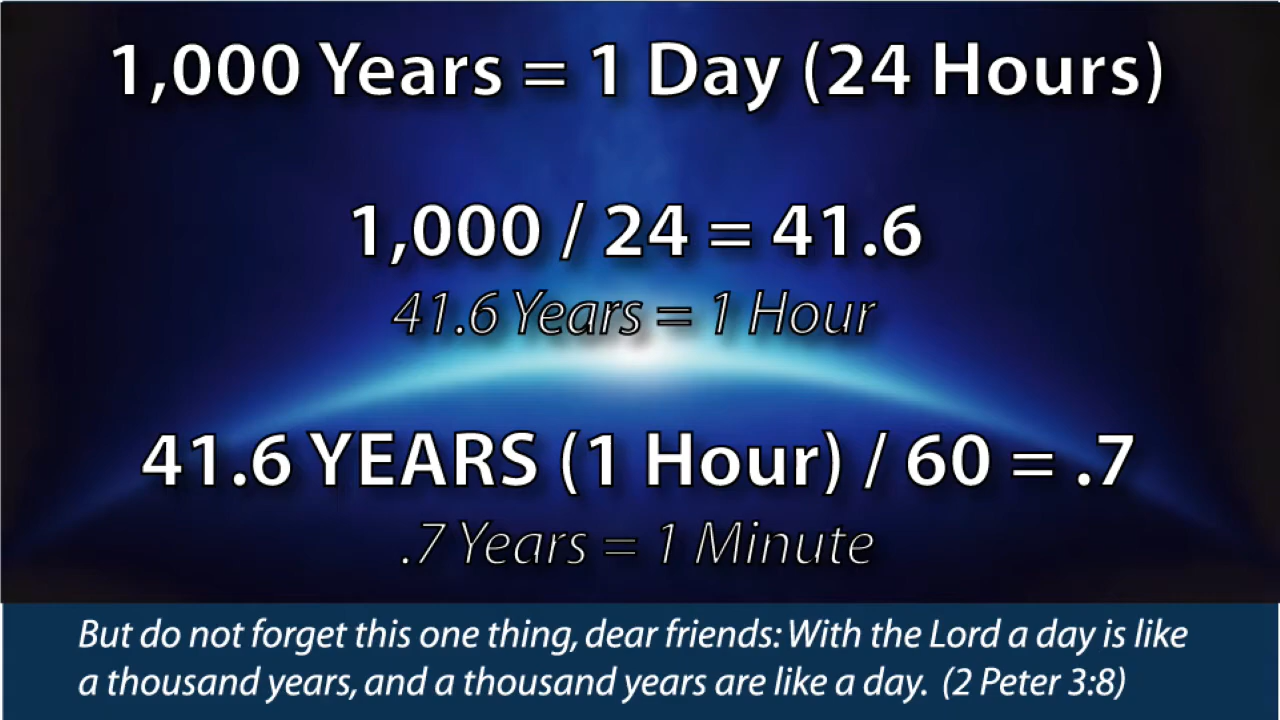 1,000 Years = 1 Day (24 Hours)
1,000 / 24 = 41.6
41.6 Years = 1 Hour
41.6 YEARS (1 Hour) / 60 = .7
.7 Years = 1 Minute
But do not forget this one thing, dear friends: With the Lord a day is like
a thousand years, and a thousand years are like a day. (2 Peter 3:8)